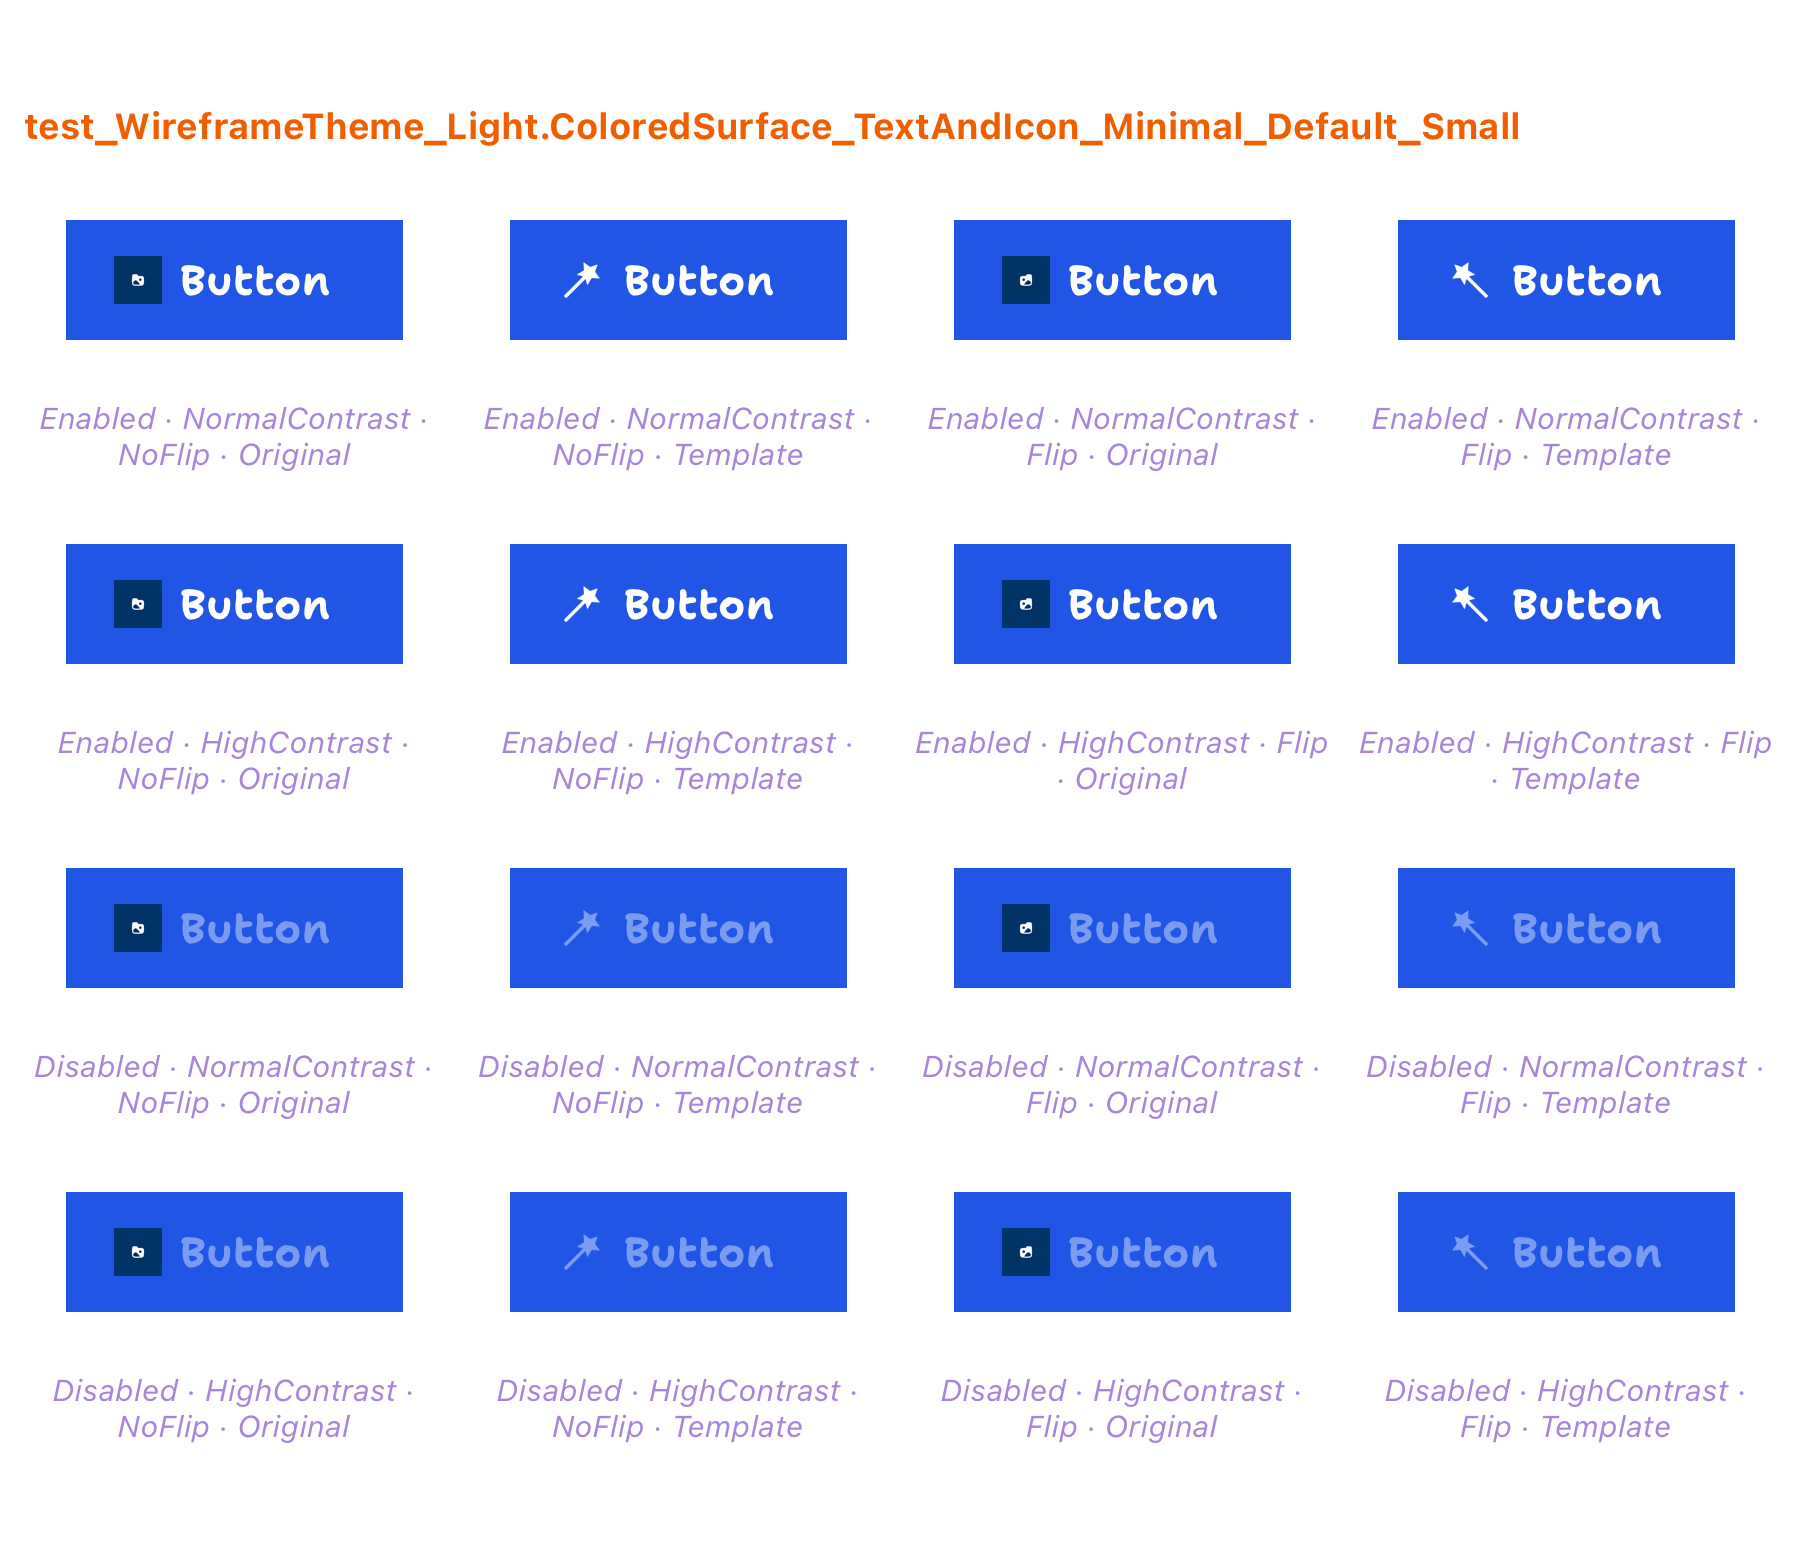 test_WireframeTheme_Light.ColoredSurface_TextAndIcon_Minimal_Default_Small
Button
Button
Button
Button
Enabled · NormalContrast ·
NoFlip · Original
Enabled · NormalContrast ·
NoFlip · Template
Enabled · NormalContrast ·
Flip · Original
Enabled · NormalContrast ·
Flip · Template
Button
Button
Button
Button
Enabled · HighContrast ·
NoFlip · Original
Enabled · HighContrast ·
NoFlip · Template
Enabled · HighContrast · Flip
· Original
Enabled · HighContrast · Flip
· Template
Button
Button
Button
Button
Disabled · NormalContrast ·
NoFlip · Original
Disabled · NormalContrast ·
NoFlip · Template
Disabled · NormalContrast ·
Flip · Original
Disabled · NormalContrast ·
Flip · Template
Button
Button
Button
Button
Disabled · HighContrast ·
NoFlip · Original
Disabled · HighContrast ·
NoFlip · Template
Disabled · HighContrast ·
Flip · Original
Disabled · HighContrast ·
Flip · Template